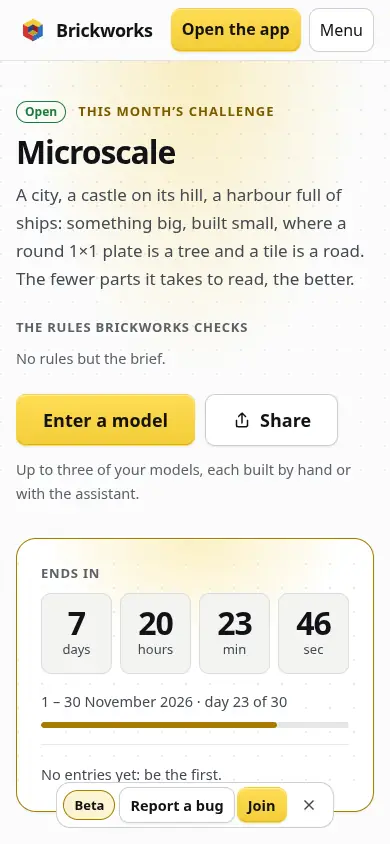 Brickworks
Open the app
Menu
Open
THIS MONTH’S CHALLENGE
Microscale
A city, a castle on its hill, a harbour full of
ships: something big, built small, where a
round 1×1 plate is a tree and a tile is a road.
The fewer parts it takes to read, the better.
THE RULES BRICKWORKS CHECKS
No rules but the brief.
Enter a model
Share
Up to three of your models, each built by hand or
with the assistant.
ENDS IN
7 20 23 46
days hours min sec
1 – 30 November 2026 · day 23 of 30
No entries yet: be the first.
Beta
Report a bug
Join